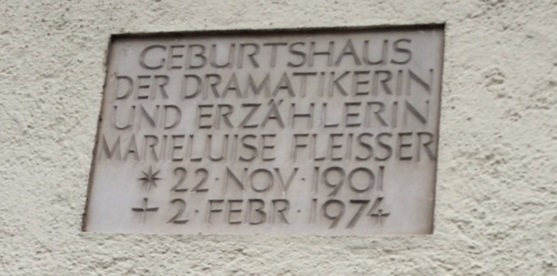 GEBURTSHAUS
DER DRAMATIKERIN
UND ERZÄHLERIN
MARIELUISE FLEISSER
* 22·NOV·1901
+ 2·FEBR·1974